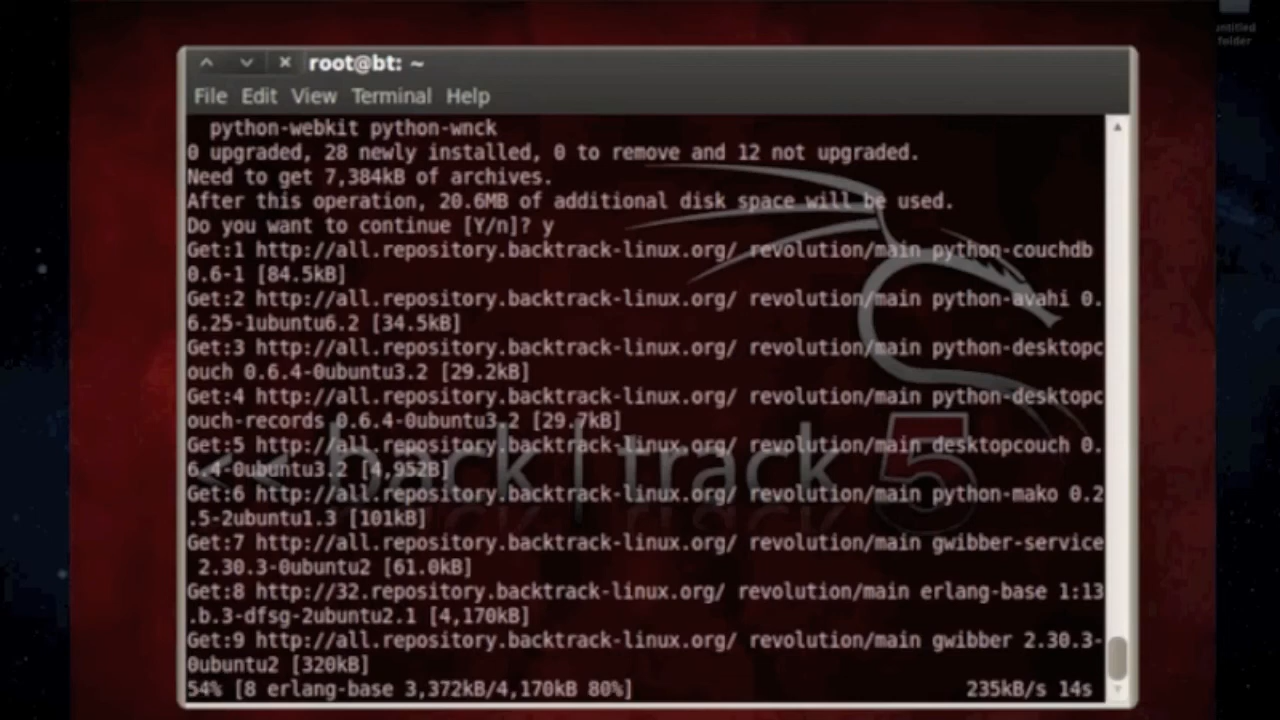 untitled
folder
root@bt: ~
File Edit View Terminal Help
python-webkit python-wnck
0 upgraded, 28 newly installed, 0 to remove and 12 not upgraded.
Need to get 7,384kB of archives.
After this operation, 20.6MB of additional disk space will be used.
Do you want to continue [Y/n]? y
Get:1 http://all.repository.backtrack-linux.org/ revolution/main python-couchdb
0.6-1 [84.5kB]
Get:2 http://all.repository.backtrack-linux.org/ revolution/main python-avahi 0.
6.25-1ubuntu6.2 [34.5kB]
Get:3 http://all.repository.backtrack-linux.org/ revolution/main python-desktopc
ouch 0.6.4-0ubuntu3.2 [29.2kB]
Get:4 http://all.repository.backtrack-linux.org/ revolution/main python-desktopc
ouch-records 0.6.4-0ubuntu3.2 [29.7kB]
Get:5 http://all.repository.backtrack-linux.org/ revolution/main desktopcouch 0.
6.4-0ubuntu3.2 [4,952B]
<< back | track 5
Get:6 http://all.repository.backtrack-linux.org/ revolution/main python-mako 0.2
.5-2ubuntu1.3 [101kB]
Get:7 http://all.repository.backtrack-linux.org/ revolution/main gwibber-service
2.30.3-0ubuntu2 [61.0kB]
Get:8 http://32.repository.backtrack-linux.org/ revolution/main erlang-base 1:13
.b.3-dfsg-2ubuntu2.1 [4,170kB]
Get:9 http://all.repository.backtrack-linux.org/ revolution/main gwibber 2.30.3-
0ubuntu2 [320kB]
54% [8 erlang-base 3,372kB/4,170kB 80%] 235kB/s 14s